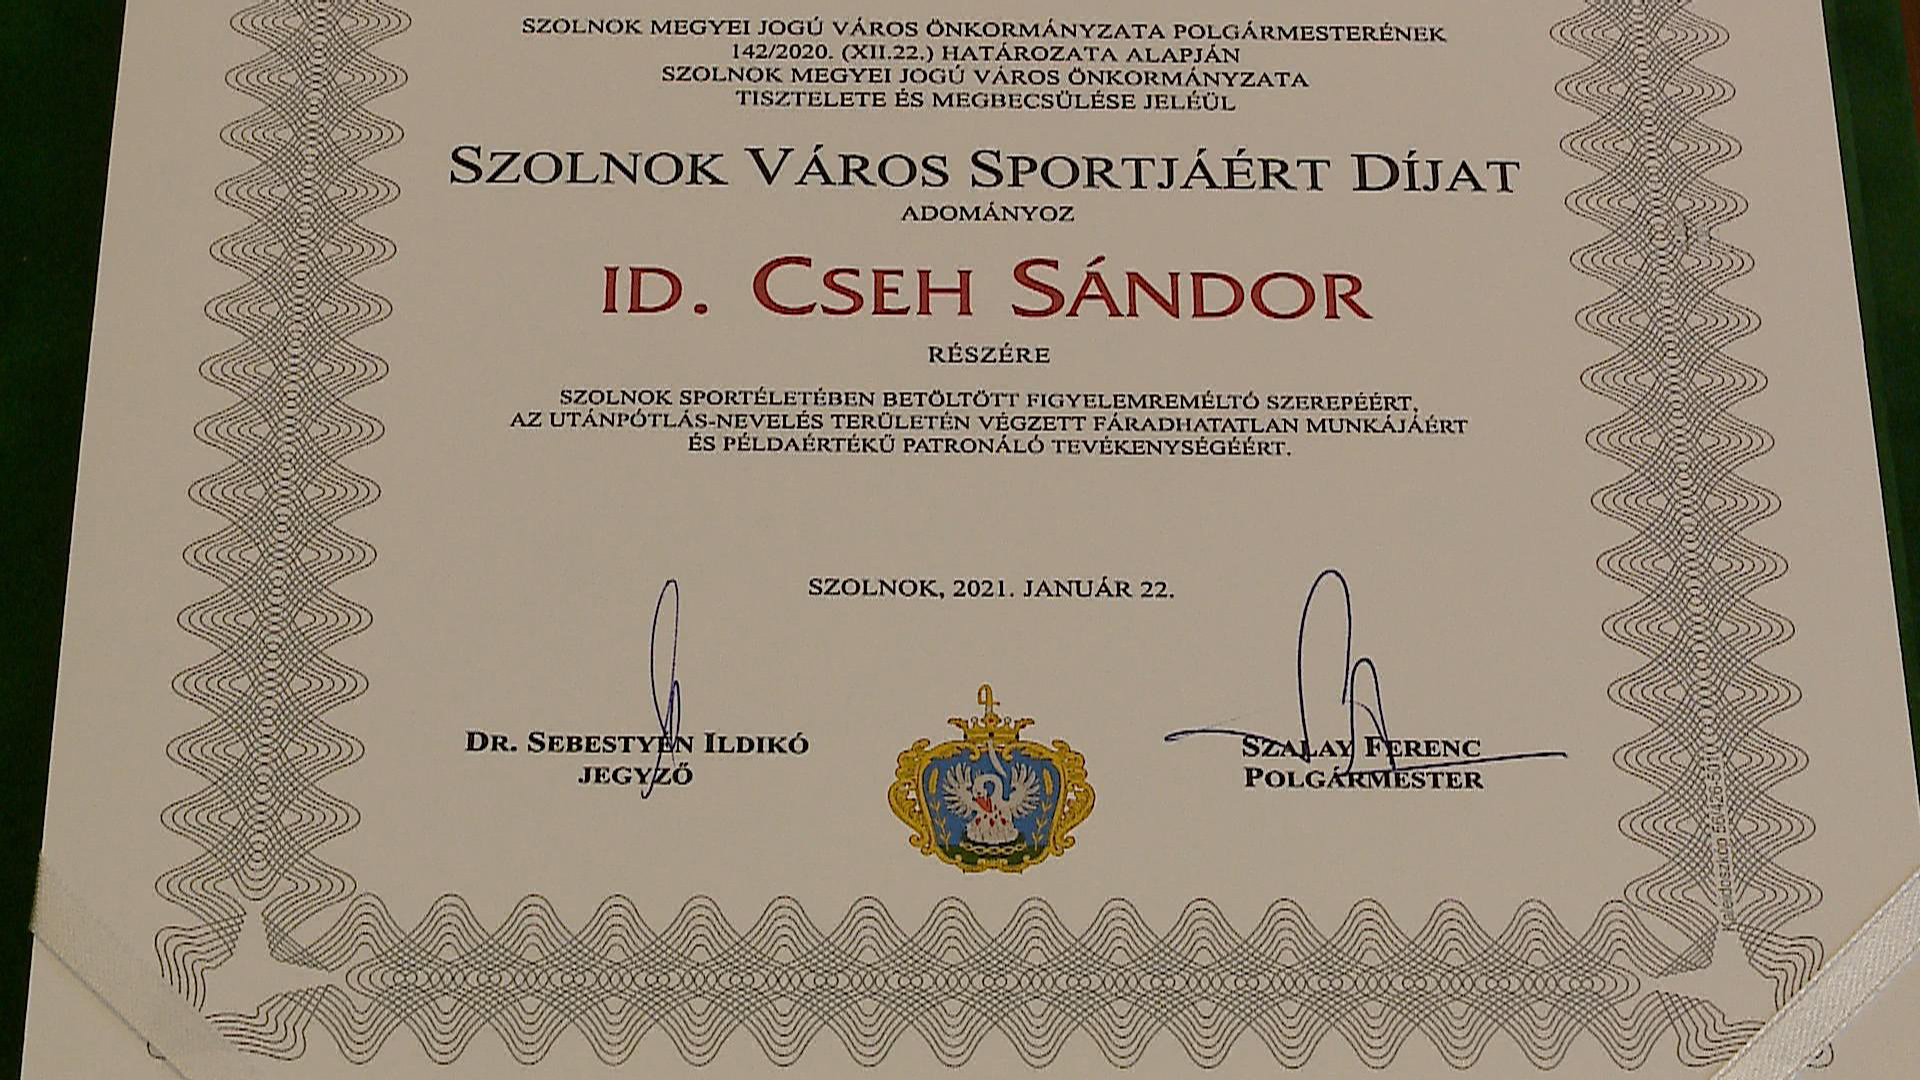 SZOLNOK MEGYEI JOGÚ VÁROS ÖNKORMÁNYZATA POLGÁRMESTERÉNEK
142/2020. (XII.22.) HATÁROZATA ALAPJÁN
SZOLNOK MEGYEI JOGÚ VÁROS ÖNKORMÁNYZATA
TISZTELETE ÉS MEGBECSÜLÉSE JELÉÜL
SZOLNOK VÁROS SPORTJÁÉRT DÍJAT
ADOMÁNYOZ
ID. CSEH SÁNDOR
RÉSZÉRE
SZOLNOK SPORTÉLETÉBEN BETÖLTÖTT FIGYELEMREMÉLTÓ SZEREPÉÉRT,
AZ UTÁNPÓTLÁS-NEVELÉS TERÜLETÉN VÉGZETT FÁRADHATATLAN MUNKÁJÁÉRT
ÉS PÉLDAÉRTÉKŰ PATRONÁLÓ TEVÉKENYSÉGÉÉRT.
SZOLNOK, 2021. JANUÁR 22.
DR. SEBESTYÉN ILDIKÓ
JEGYZŐ
SZALAY FERENC
POLGÁRMESTER